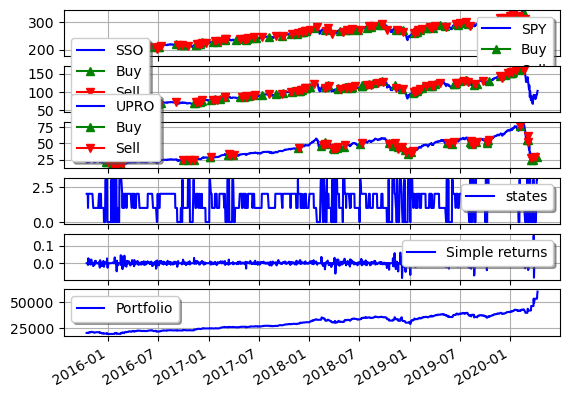 300
200
SPY
Buy
SSO
Buy
Sell
150
100
50
UPRO
Buy
Sell
75
50
25
2.5
0.0
states
0.1
0.0
Simple returns
50000
25000
Portfolio
2016-01
2016-07
2017-01
2017-07
2018-01
2018-07
2019-01
2019-07
2020-01